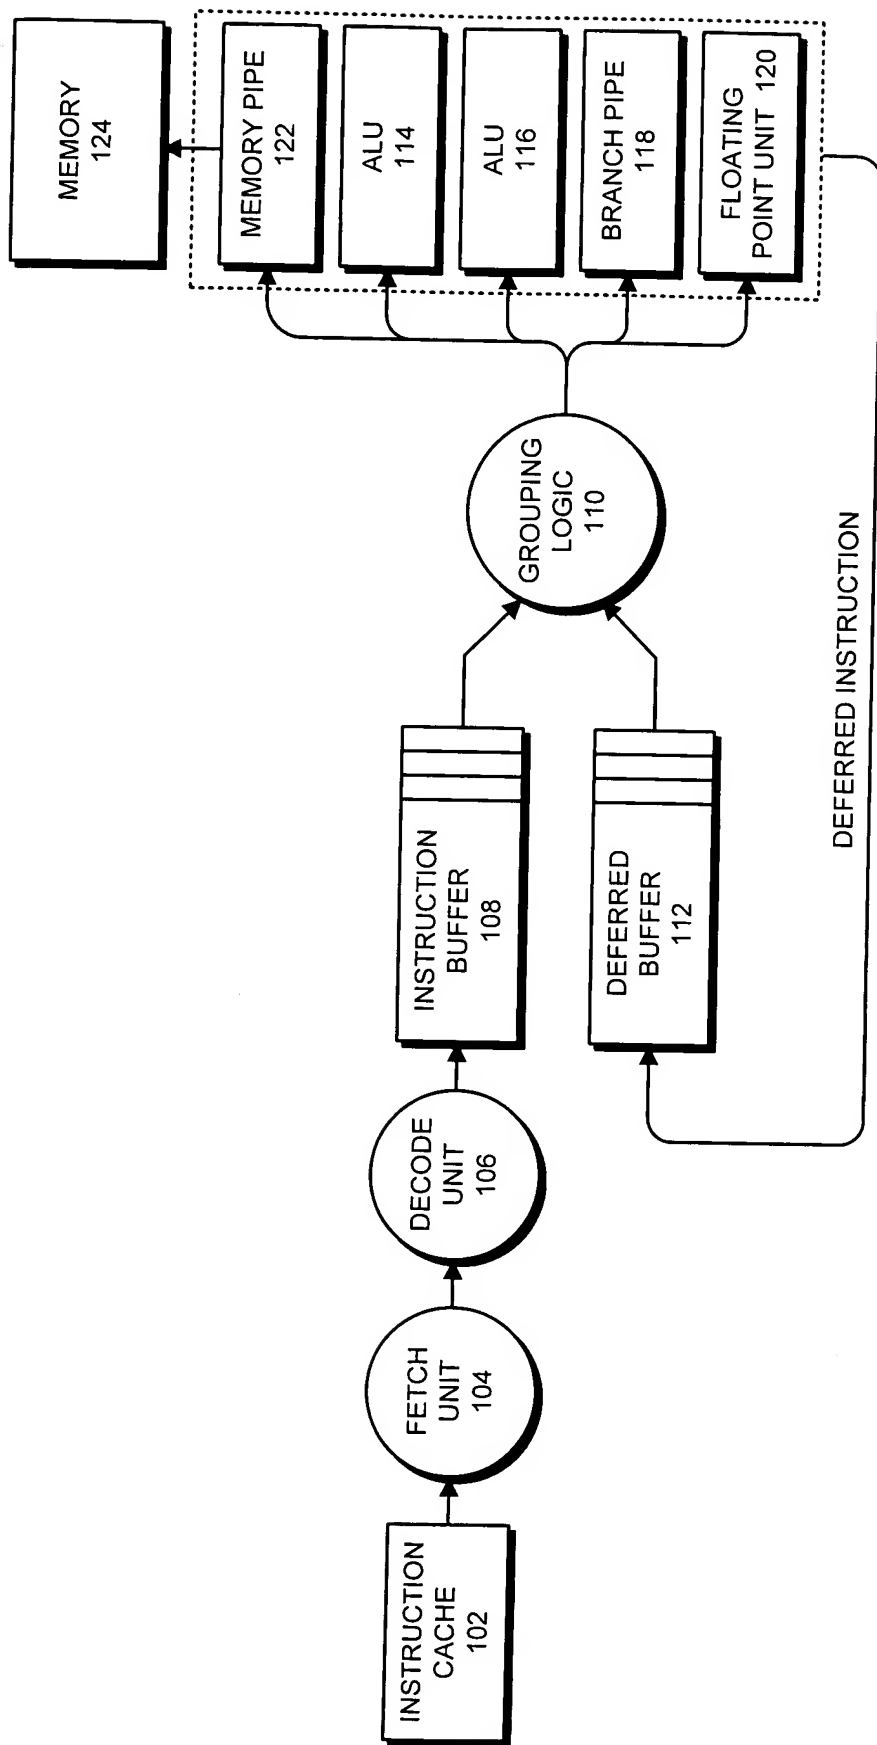 MEMORY
124
MEMORY PIPE
122
ALU
114
ALU
116
BRANCH PIPE
118
FLOATING
POINT UNIT 120
GROUPING
LOGIC
110
INSTRUCTION
BUFFER
108
DEFERRED
BUFFER
112
DECODE
UNIT
106
FETCH
UNIT
104
INSTRUCTION
CACHE
102
DEFERRED INSTRUCTION